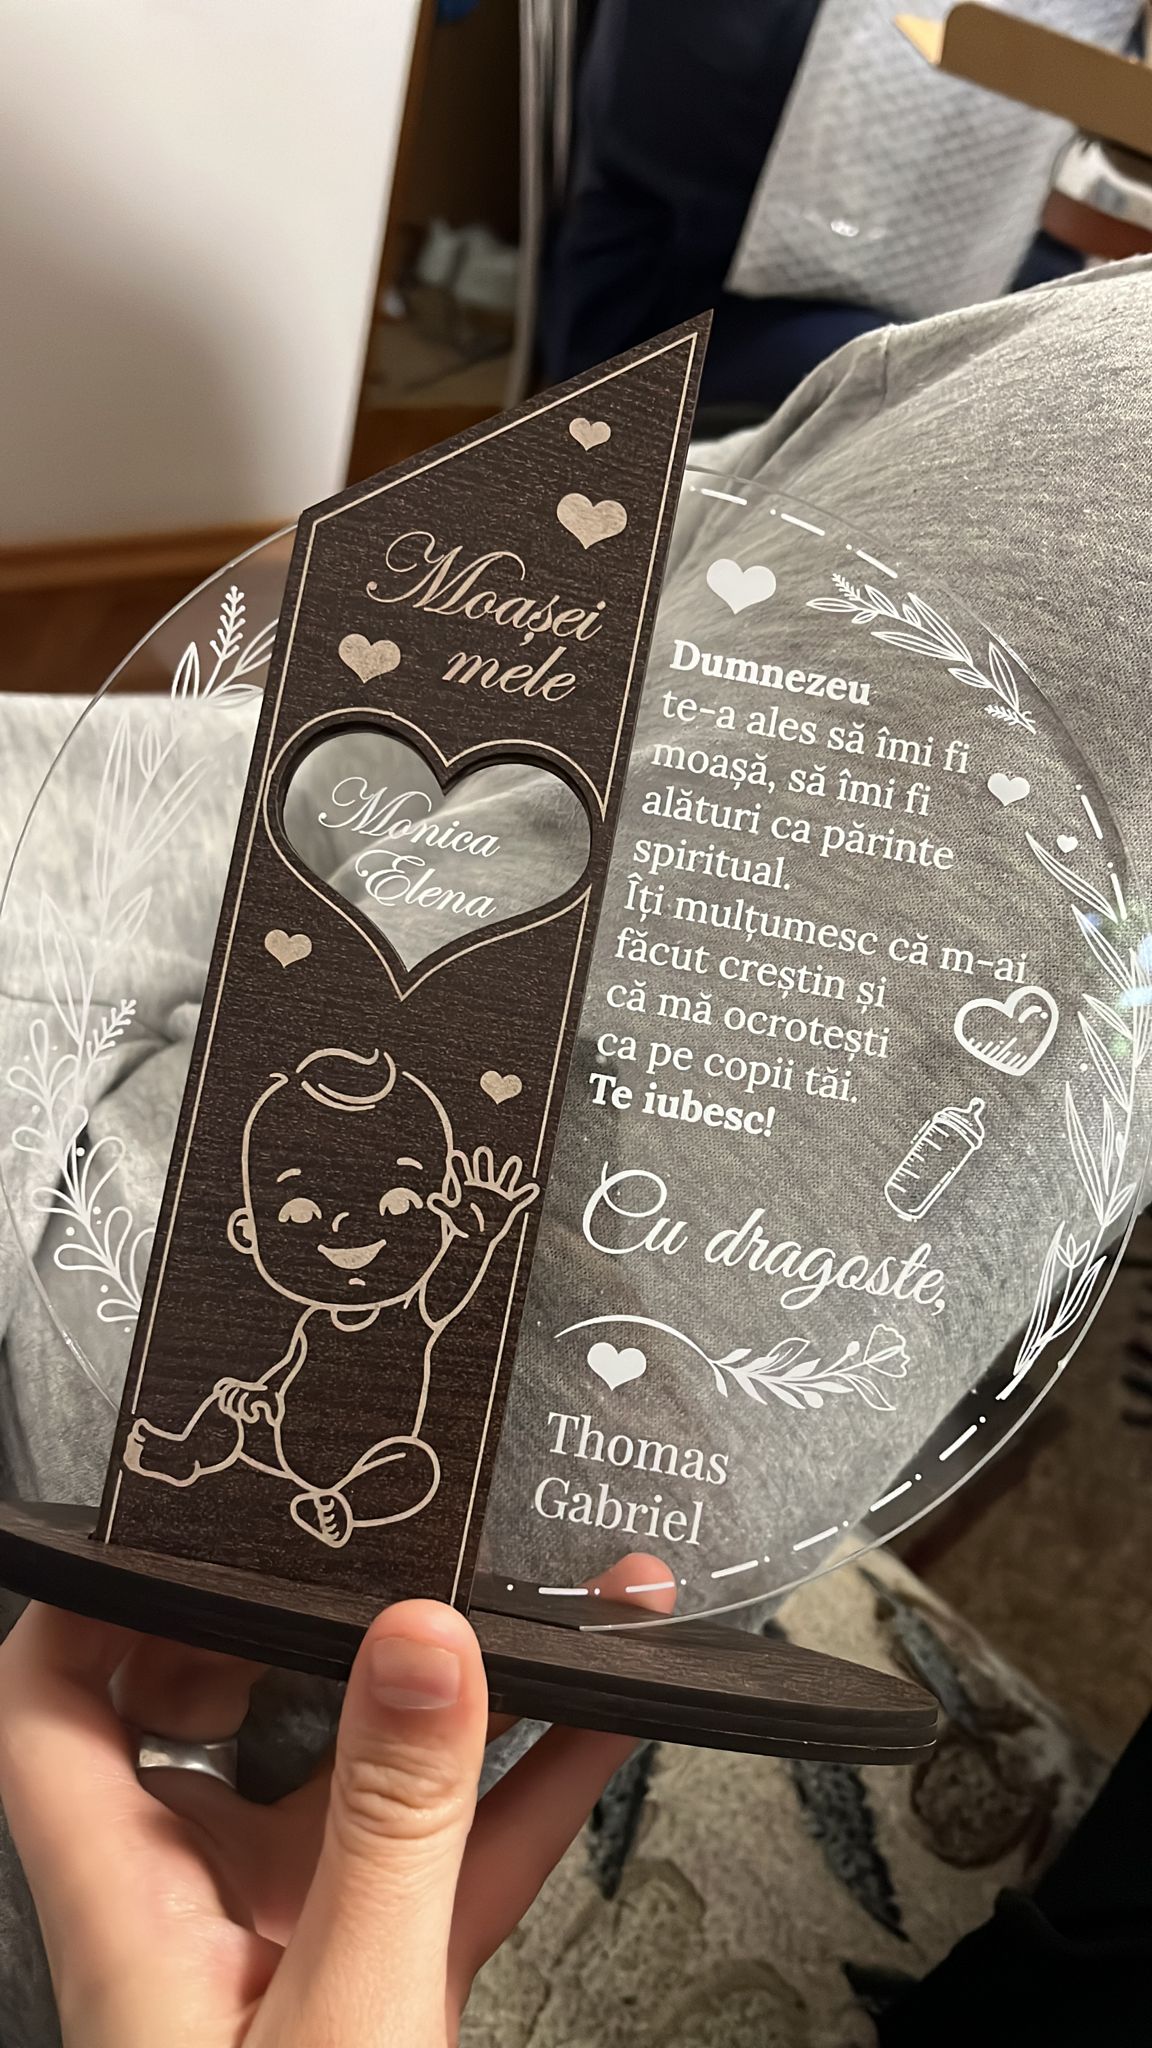 Moașei
mele
Monica
Elena
Dumnezeu
te-a ales să îmi fi
moașă, să îmi fi
alături ca părinte
spiritual.
Îți mulțumesc că m-ai
făcut creștin și
că mă ocrotești
ca pe copii tăi.
Te iubesc!
Cu dragoste,
Thomas
Gabriel